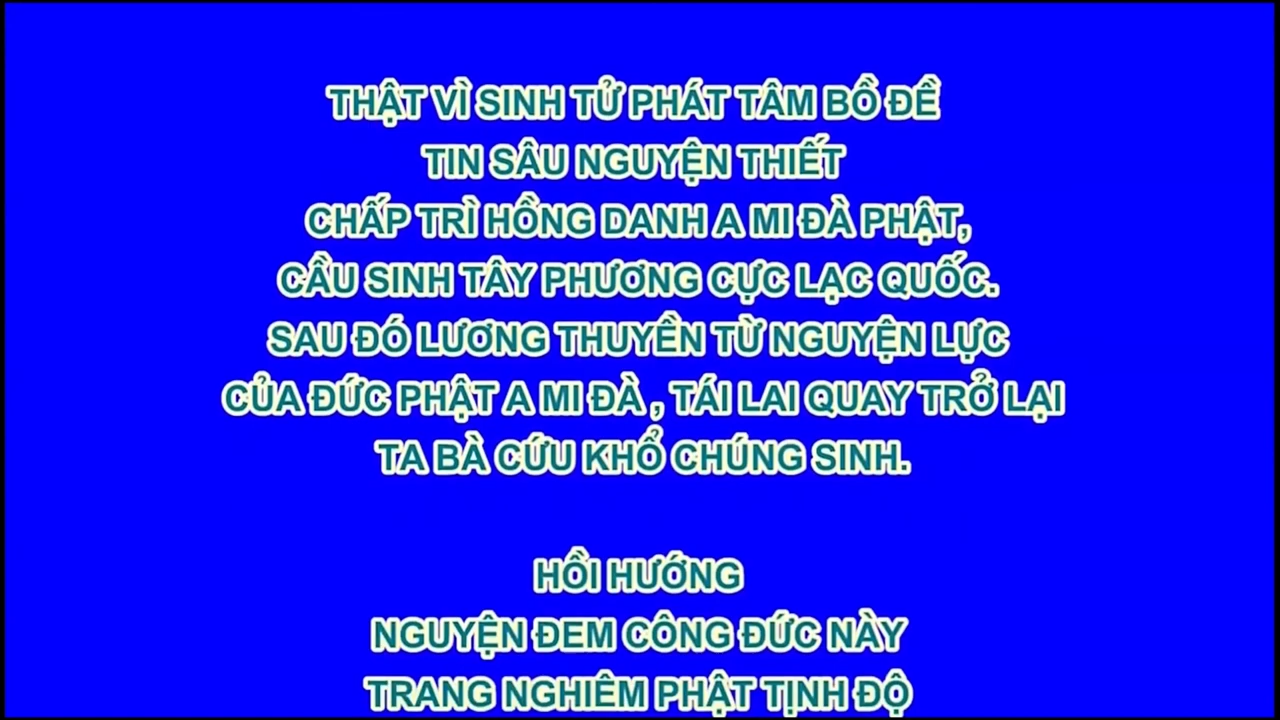 THẬT VÌ SINH TỬ PHÁT TÂM BỒ ĐỀ
TIN SÂU NGUYỆN THIẾT
CHẤP TRÌ HỒNG DANH A MI ĐÀ PHẬT,
CẦU SINH TÂY PHƯƠNG CỰC LẠC QUỐC.
SAU ĐÓ LƯƠNG THUYỀN TỪ NGUYỆN LỰC
CỦA ĐỨC PHẬT A MI ĐÀ , TÁI LAI QUAY TRỞ LẠI
TA BÀ CỨU KHỔ CHÚNG SINH.
HỒI HƯỚNG
NGUYỆN ĐEM CÔNG ĐỨC NÀY
TRANG NGHIÊM PHẬT TỊNH ĐỘ